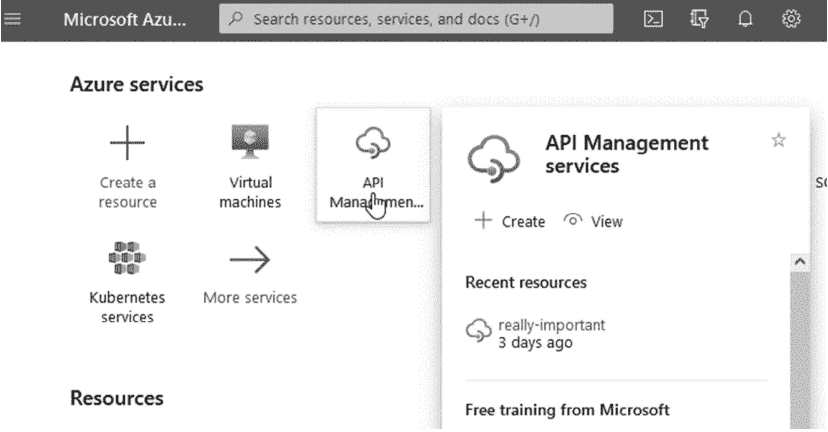 Microsoft Azu...
Search resources, services, and docs (G+/)
Azure services
Create a
resource
Virtual
machines
API
Managemen...
Kubernetes
services
More services
API Management
services
Create
View
Recent resources
really-important
3 days ago
Free training from Microsoft
Resources